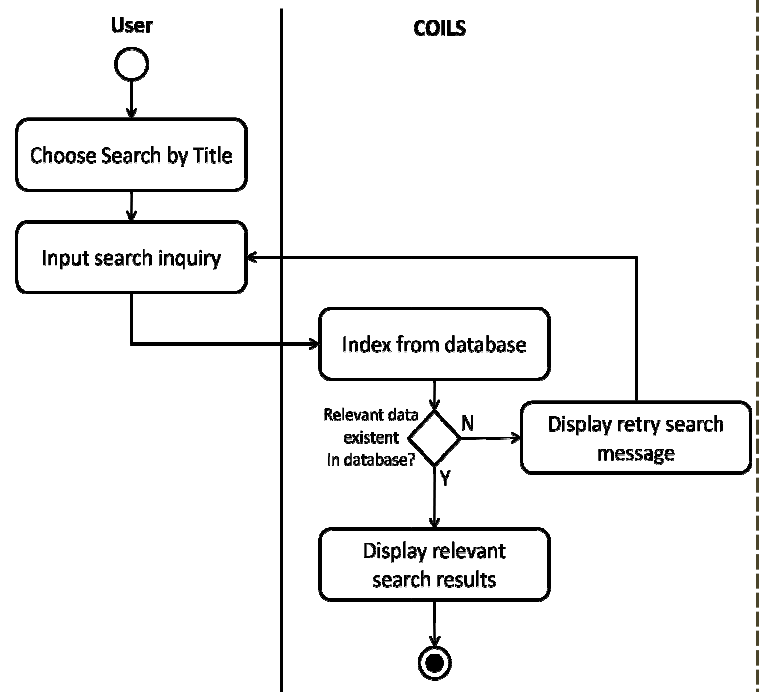 User
COILS
Choose Search by Title
Input search inquiry
Index from database
Relevant data
existent
In database?
N
Display retry search
message
Y
Display relevant
search results